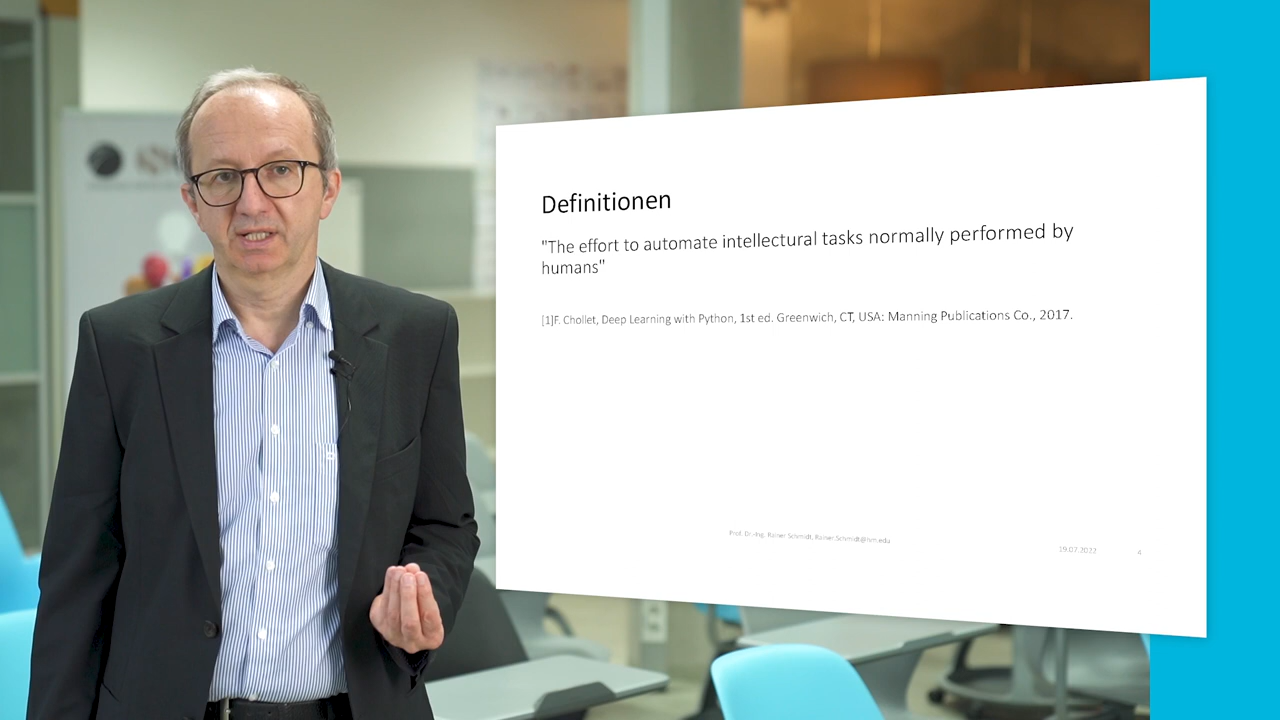 Definitionen
"The effort to automate intellectural tasks normally performed by
humans"
[1]F. Chollet, Deep Learning with Python, 1st ed. Greenwich, CT, USA: Manning Publications Co., 2017.
Prof. Dr.-Ing. Rainer Schmidt, Rainer.Schmidt@hm.edu
19.07.2022
4